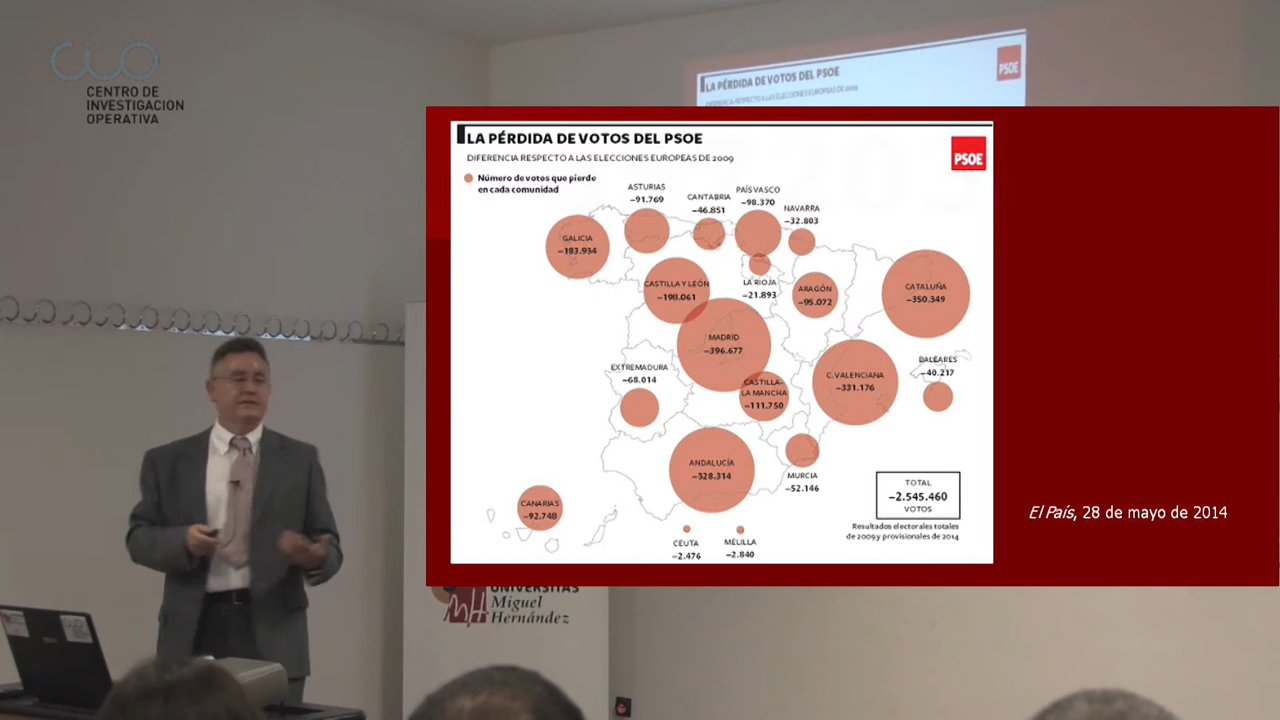 CIO
CENTRO DE
INVESTIGACION
OPERATIVA
LA PÉRDIDA DE VOTOS DEL PSOE
DIFERENCIA RESPECTO A LAS ELECCIONES EUROPEAS DE 2009
PSOE
LA PÉRDIDA DE VOTOS DEL PSOE
DIFERENCIA RESPECTO A LAS ELECCIONES EUROPEAS DE 2009
PSOE
Número de votos que pierde
en cada comunidad
ASTURIAS
−91.769
CANTABRIA
−46.851
PAÍS VASCO
−98.370
NAVARRA
−32.803
GALICIA
−183.934
CASTILLA Y LEÓN
−198.061
LA RIOJA
−21.893
ARAGÓN
−95.072
CATALUÑA
−350.349
MADRID
−396.677
EXTREMADURA
−68.014
CASTILLA-
LA MANCHA
−111.750
C. VALENCIANA
−331.176
BALEARES
−40.217
ANDALUCÍA
−328.314
MURCIA
−52.146
CANARIAS
−92.748
CEUTA
−2.476
MELILLA
−2.840
TOTAL
−2.545.460
VOTOS
Resultados electorales totales
de 2009 y provisionales de 2014
El País, 28 de mayo de 2014
UNIVERSITAS
Miguel
Hernández